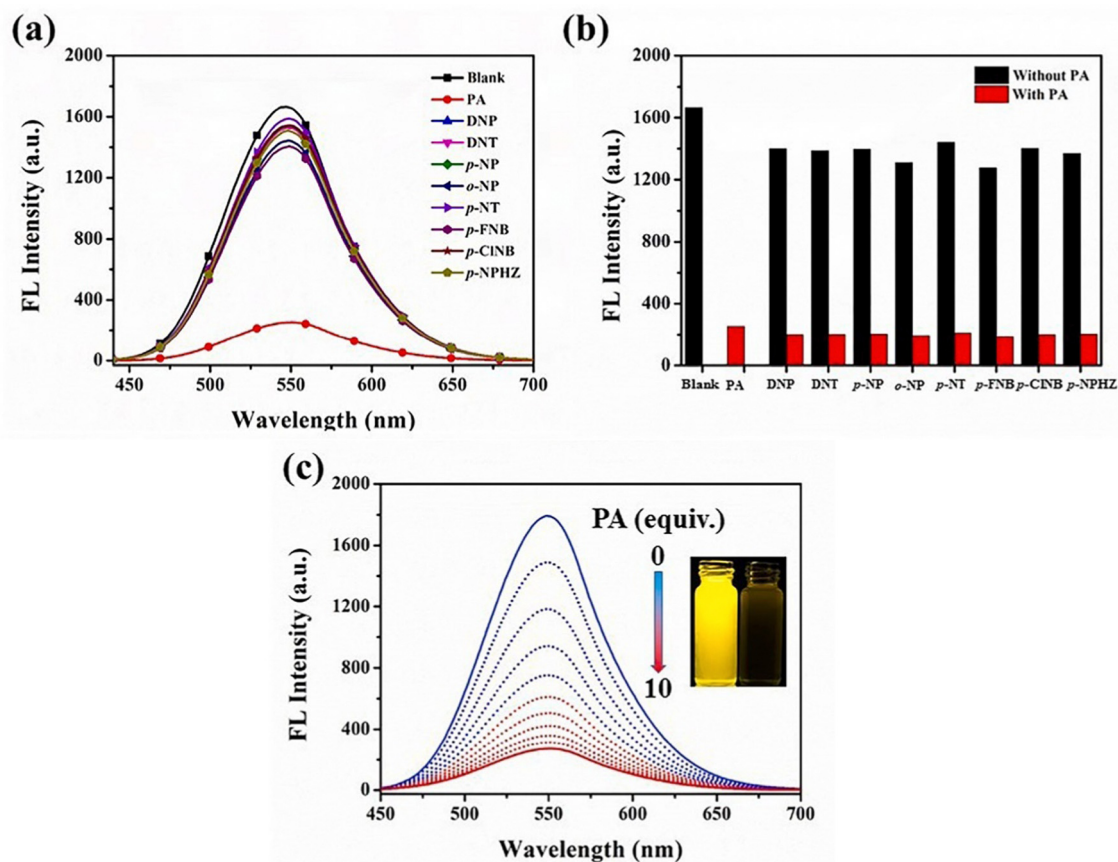 (a)
2000
1600
1200
800
400
0
FL Intensity (a.u.)
450
500
550
600
650
700
Wavelength (nm)
Blank
PA
DNP
DNT
p-NP
o-NP
p-NT
p-FNB
p-ClNB
p-NPHZ
(b)
2000
1600
1200
800
400
0
FL Intensity (a.u.)
Without PA
With PA
Blank PA DNP DNT p-NP o-NP p-NT p-FNB p-ClNB p-NPHZ
(c)
2000
1600
1200
800
400
0
FL Intensity (a.u.)
PA (equiv.)
0
10
450
500
550
600
650
700
Wavelength (nm)